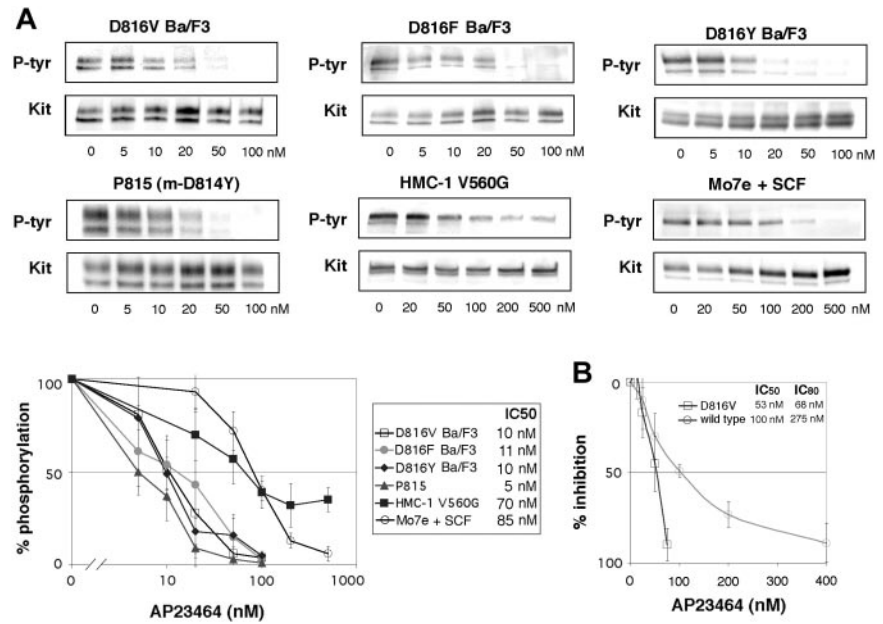 A
D816V Ba/F3
P-tyr
Kit
0 5 10 20 50 100 nM
D816F Ba/F3
P-tyr
Kit
0 5 10 20 50 100 nM
D816Y Ba/F3
P-tyr
Kit
0 5 10 20 50 100 nM
P815 (m-D814Y)
P-tyr
Kit
0 5 10 20 50 100 nM
HMC-1 V560G
P-tyr
Kit
0 20 50 100 200 500 nM
Mo7e + SCF
P-tyr
Kit
0 20 50 100 200 500 nM
% phosphorylation
100
50
0
0 10 100 1000
AP23464 (nM)
IC50
D816V Ba/F3 10 nM
D816F Ba/F3 11 nM
D816Y Ba/F3 10 nM
P815 5 nM
HMC-1 V560G 70 nM
Mo7e + SCF 85 nM
B
IC50 IC80
D816V 53 nM 68 nM
wild type 100 nM 275 nM
% inhibition
0
50
100
0 100 200 300 400
AP23464 (nM)